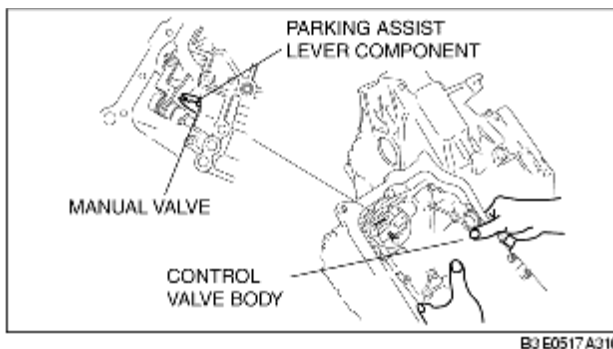 PARKING ASSIST
LEVER COMPONENT
MANUAL VALVE
CONTROL
VALVE BODY